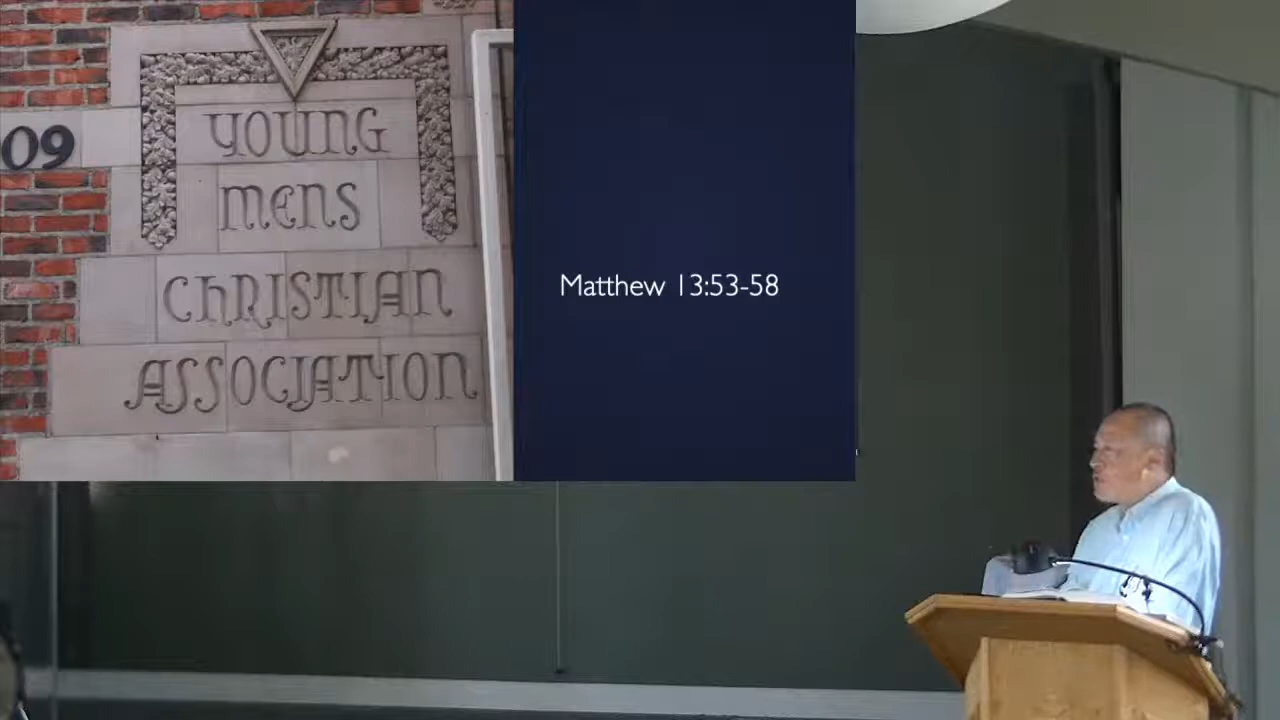 09
YOUNG
MENS
CHRISTIAN
ASSOCIATION
Matthew 13:53-58